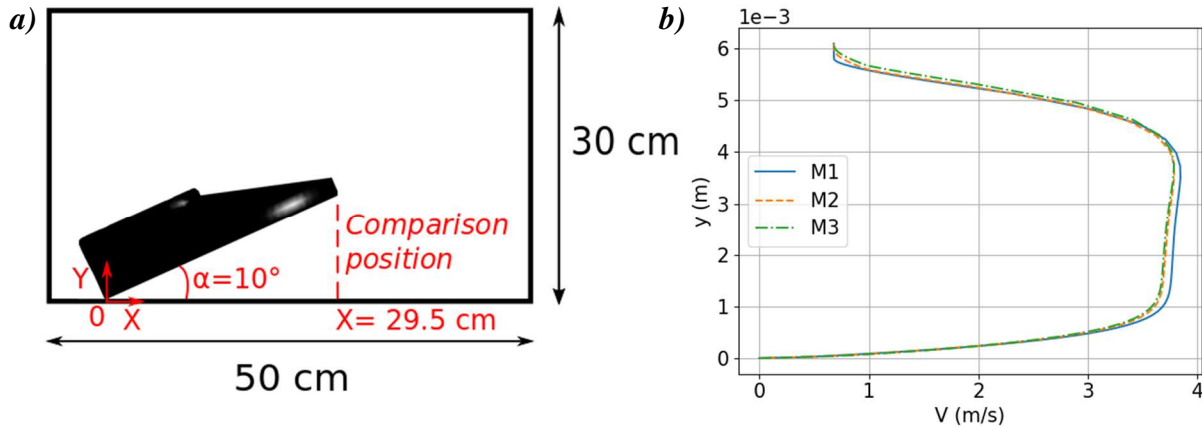 a)
30 cm
Comparison
position
Y
α=10°
0
X
X= 29.5 cm
50 cm
b)
1e−3
6
5
4
3
2
1
0
y (m)
M1
M2
M3
0
1
2
3
4
V (m/s)